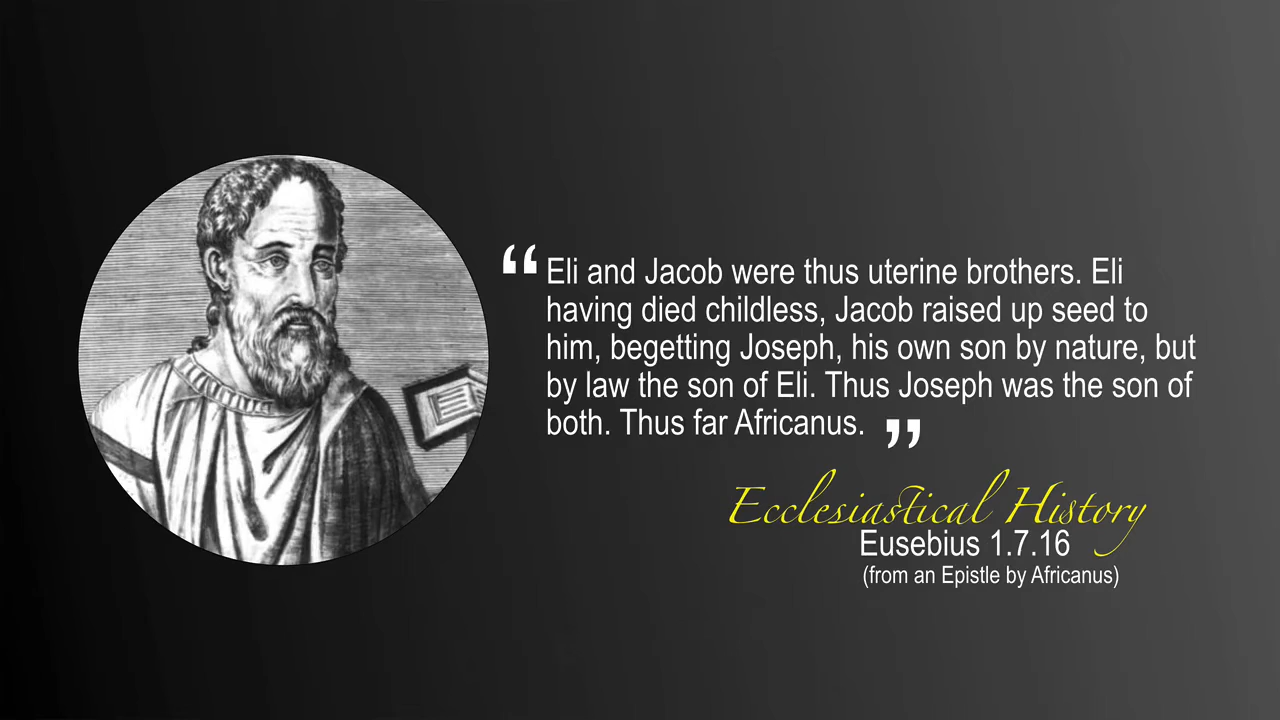 “ Eli and Jacob were thus uterine brothers. Eli
having died childless, Jacob raised up seed to
him, begetting Joseph, his own son by nature, but
by law the son of Eli. Thus Joseph was the son of
both. Thus far Africanus. ”
Ecclesiastical History
Eusebius 1.7.16
(from an Epistle by Africanus)